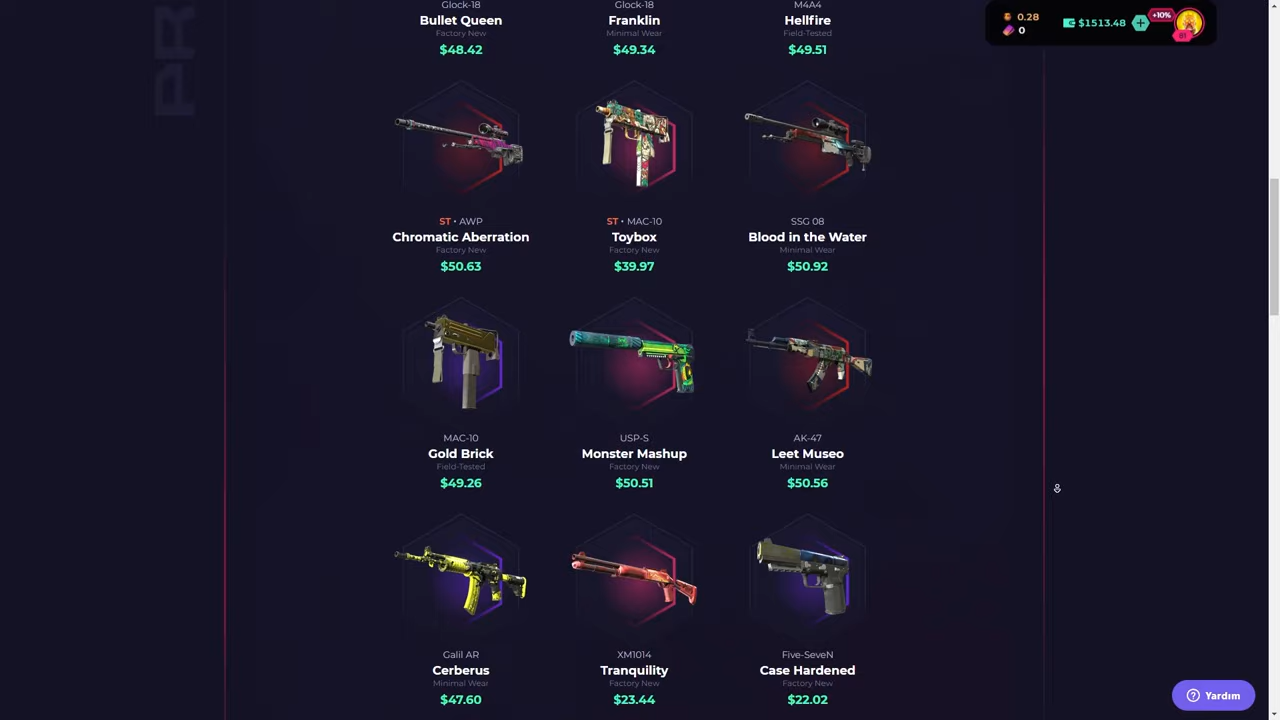 Glock-18
Bullet Queen
Factory New
$48.42
Glock-18
Franklin
Minimal Wear
$49.34
M4A4
Hellfire
Field-Tested
$49.51
0.28
0
$1513.48
+10%
81
ST • AWP
Chromatic Aberration
Factory New
$50.63
ST • MAC-10
Toybox
Factory New
$39.97
SSG 08
Blood in the Water
Minimal Wear
$50.92
MAC-10
Gold Brick
Field-Tested
$49.26
USP-S
Monster Mashup
Factory New
$50.51
AK-47
Leet Museo
Minimal Wear
$50.56
Galil AR
Cerberus
Minimal Wear
$47.60
XM1014
Tranquility
Factory New
$23.44
Five-SeveN
Case Hardened
Factory New
$22.02
Yardım